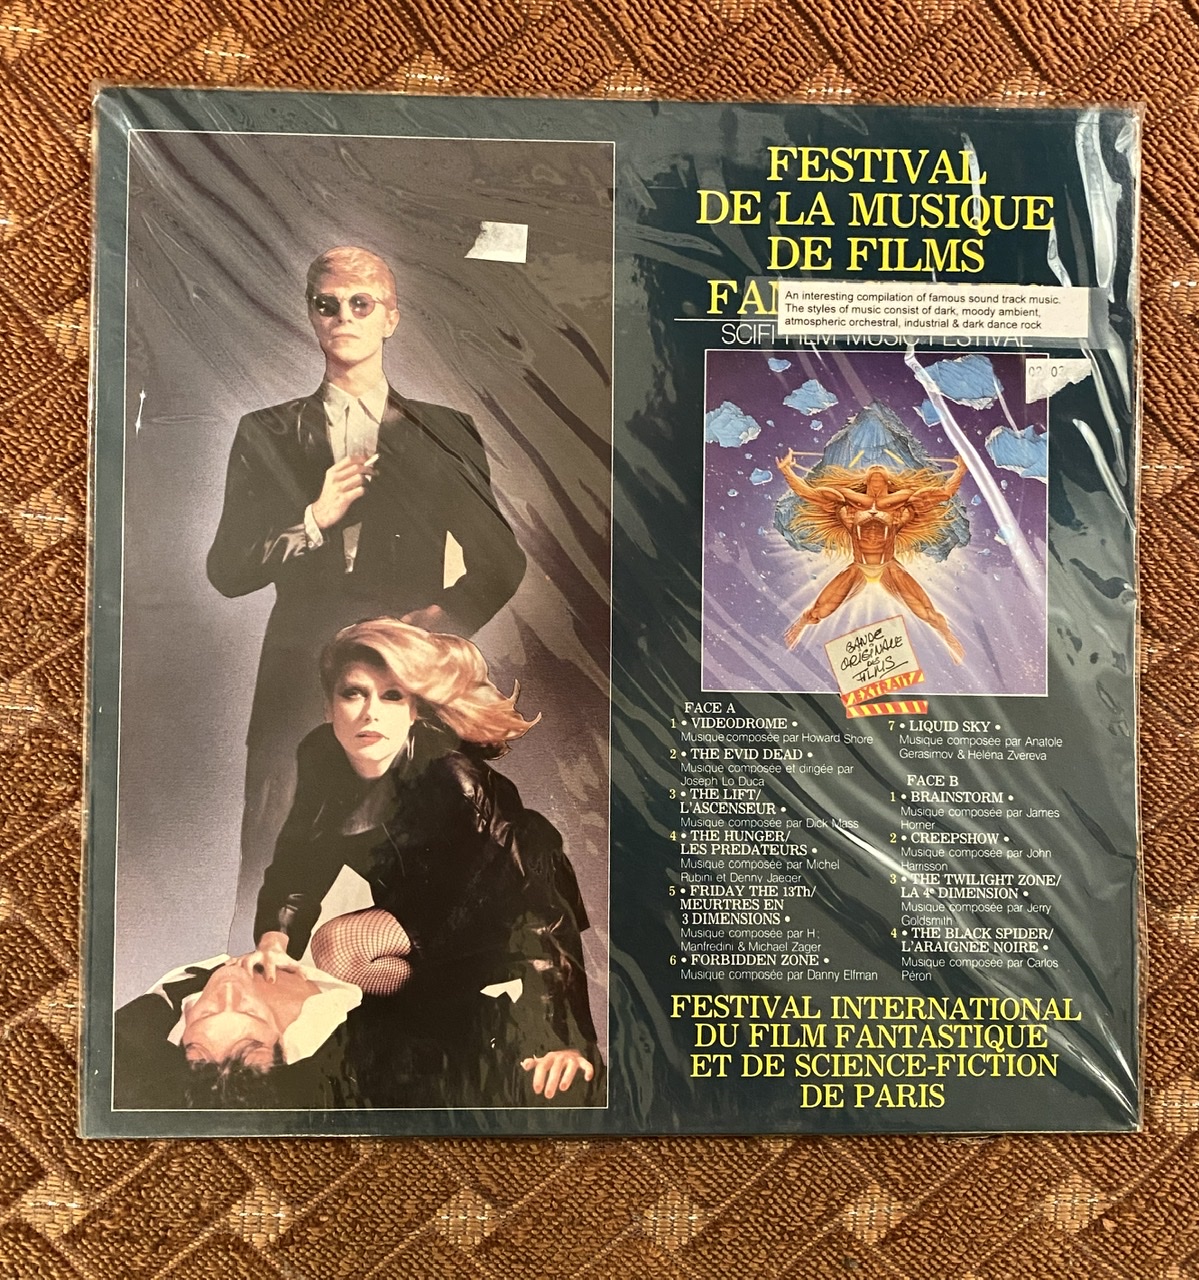 FESTIVAL
DE LA MUSIQUE
DE FILMS
An interesting compilation of famous sound track music.
The styles of music consist of dark, moody ambient,
atmospheric orchestral, industrial & dark dance rock
SCIFI FILM MUSIC FESTIVAL
02 03
BANDE
ORIGINALE
DES
FILMS
EXTRAITS
FACE A
1 • VIDEODROME •
Musique composée par Howard Shore
2 • THE EVID DEAD •
Musique composée et dirigée par
Joseph Lo Duca
3 • THE LIFT/
L'ASCENSEUR •
Musique composée par Dick Mass
4 • THE HUNGER/
LES PREDATEURS •
Musique composée par Michel
Rubini et Denny Jaeger
5 • FRIDAY THE 13Th/
MEURTRES EN
3 DIMENSIONS •
Musique composée par H.
Manfredini & Michael Zager
6 • FORBIDDEN ZONE •
Musique composée par Danny Elfman
7 • LIQUID SKY •
Musique composée par Anatole
Gerasimov & Helena Zvereva
FACE B
1 • BRAINSTORM •
Musique composée par James
Horner
2 • CREEPSHOW •
Musique composée par John
Harrisson
3 • THE TWILIGHT ZONE/
LA 4e DIMENSION •
Musique composée par Jerry
Goldsmith
4 • THE BLACK SPIDER/
L'ARAIGNEE NOIRE •
Musique composée par Carlos
Péron
FESTIVAL INTERNATIONAL
DU FILM FANTASTIQUE
ET DE SCIENCE-FICTION
DE PARIS